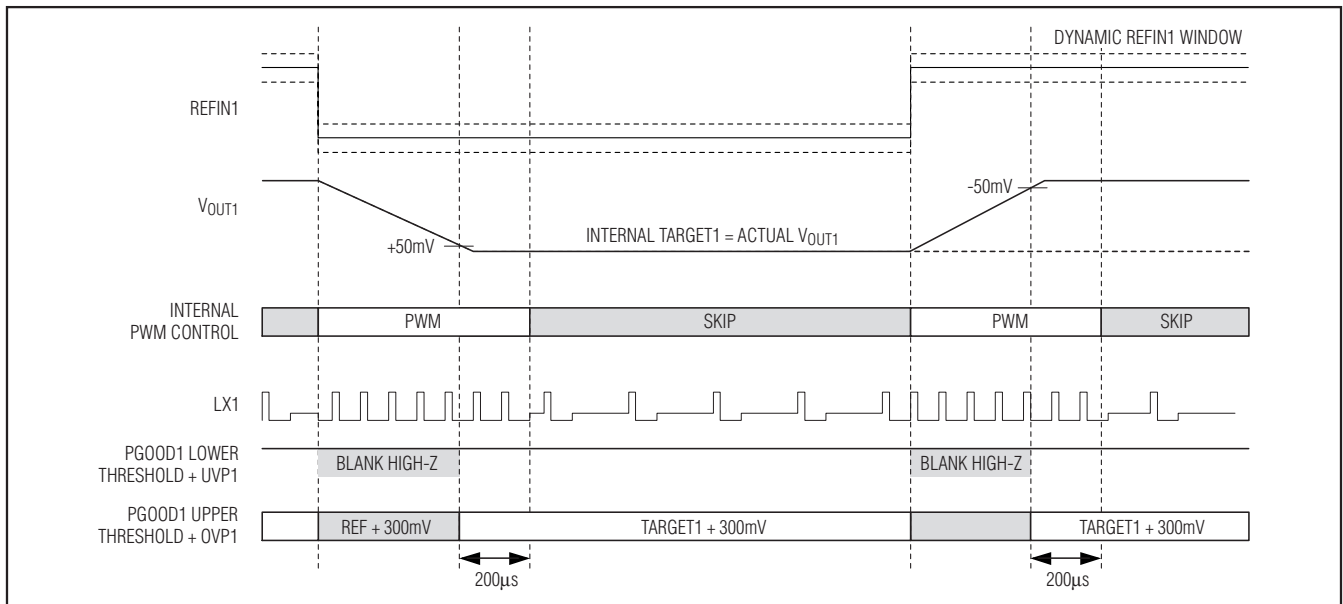 DYNAMIC REFIN1 WINDOW
REFIN1
-50mV
VOUT1
+50mV
INTERNAL TARGET1 = ACTUAL VOUT1
INTERNAL
PWM CONTROL
PWM
SKIP
PWM
SKIP
LX1
PGOOD1 LOWER
THRESHOLD + UVP1
BLANK HIGH-Z
BLANK HIGH-Z
PGOOD1 UPPER
THRESHOLD + OVP1
REF + 300mV
TARGET1 + 300mV
TARGET1 + 300mV
200µs
200µs